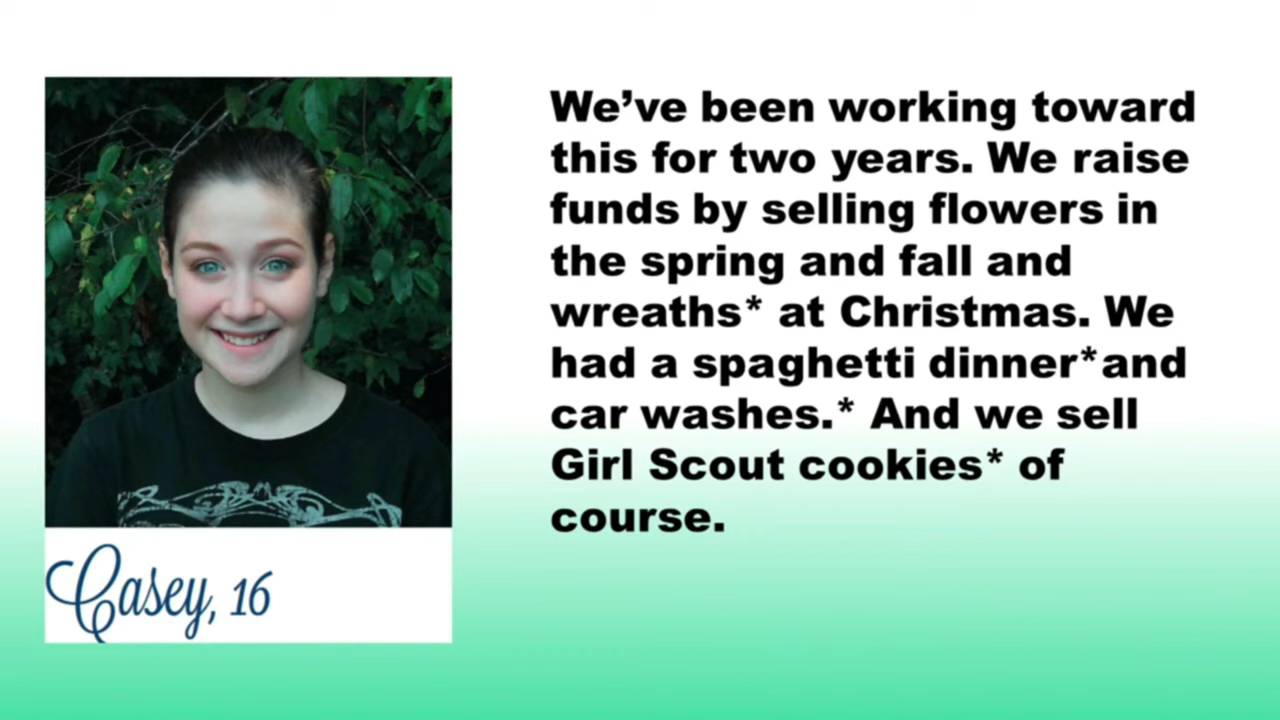 We’ve been working toward
this for two years. We raise
funds by selling flowers in
the spring and fall and
wreaths* at Christmas. We
had a spaghetti dinner*and
car washes.* And we sell
Girl Scout cookies* of
course.
Casey, 16